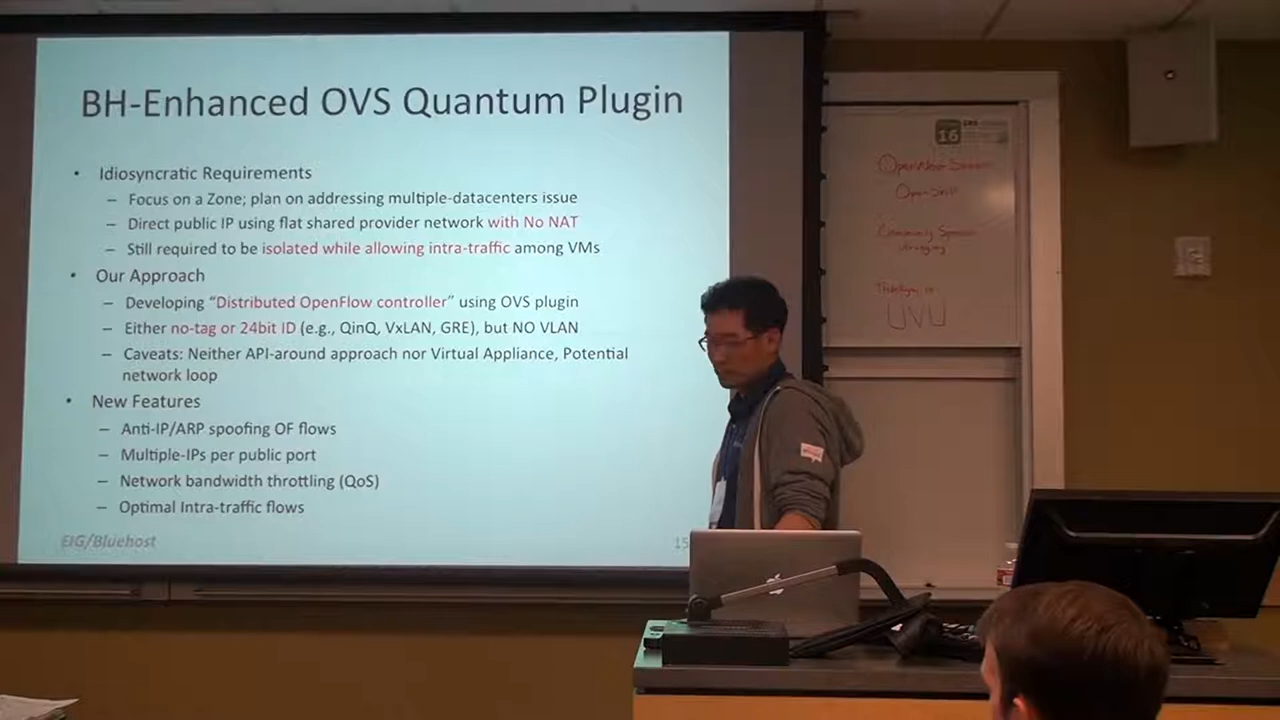 BH-Enhanced OVS Quantum Plugin
• Idiosyncratic Requirements
– Focus on a Zone; plan on addressing multiple-datacenters issue
– Direct public IP using flat shared provider network with No NAT
– Still required to be isolated while allowing intra-traffic among VMs
• Our Approach
– Developing “Distributed OpenFlow controller” using OVS plugin
– Either no-tag or 24bit ID (e.g., QinQ, VxLAN, GRE), but NO VLAN
– Caveats: Neither API-around approach nor Virtual Appliance, Potential
network loop
• New Features
– Anti-IP/ARP spoofing OF flows
– Multiple-IPs per public port
– Network bandwidth throttling (QoS)
– Optimal Intra-traffic flows
EIG/Bluehost
15
16
UVU